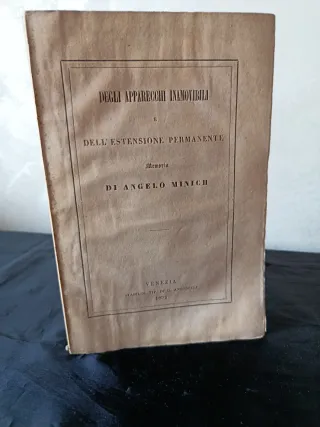 DEGLI APPARECCHI INAMOVIBILI
E
DELL'ESTENSIONE PERMANENTE
Memoria
DI ANGELO MINICH
VENEZIA